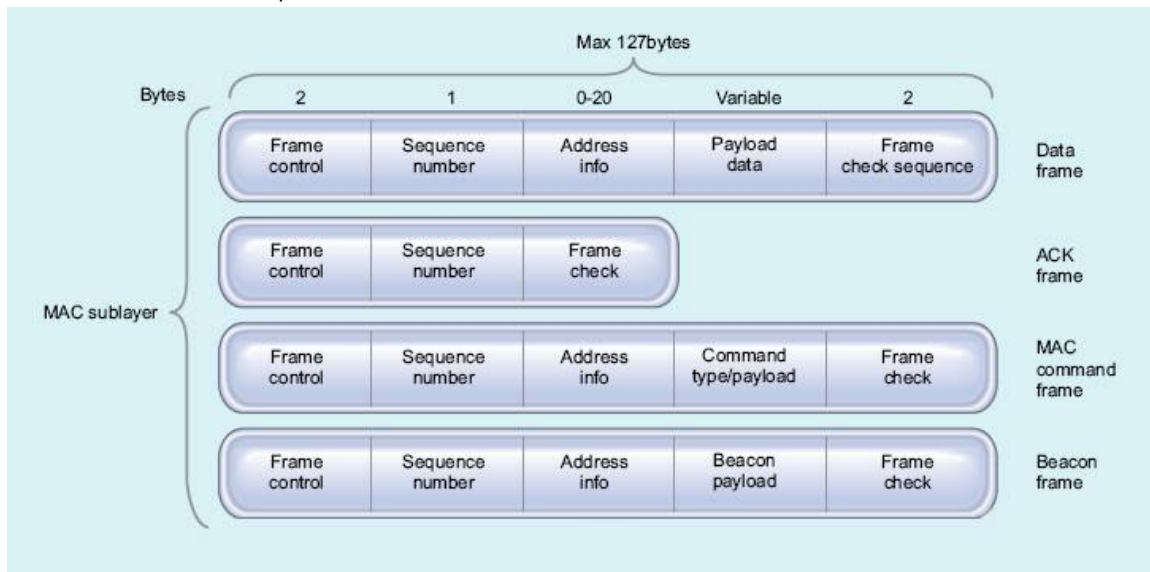 Max 127bytes
Bytes 2 1 0-20 Variable 2
Frame Sequence Address Payload Frame
control number info data check sequence
Data
frame
Frame Sequence Frame
control number check
ACK
frame
MAC sublayer
Frame Sequence Address Command Frame
control number info type/payload check
MAC
command
frame
Frame Sequence Address Beacon Frame
control number info payload check
Beacon
frame